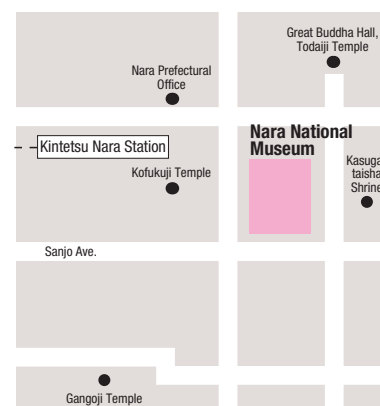 Great Buddha Hall,
Todaiji Temple
Nara Prefectural
Office
Nara National
Museum
Kintetsu Nara Station
Kasuga
taisha
Shrine
Kofukuji Temple
Sanjo Ave.
Gangoji Temple